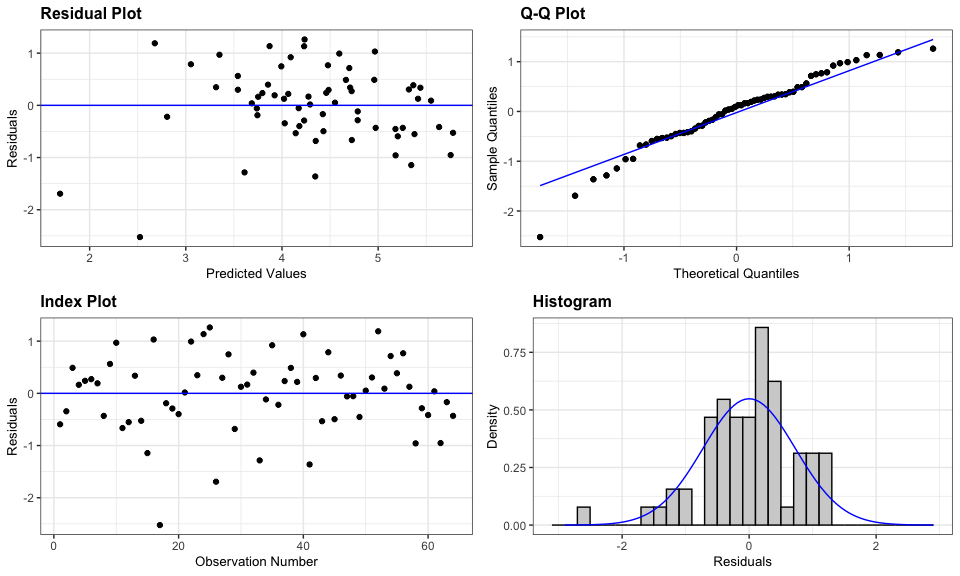 Residual Plot
1
0
-1
-2
Residuals
2
3
4
5
Predicted Values
Q-Q Plot
1
0
-1
-2
Sample Quantiles
-1
0
1
Theoretical Quantiles
Index Plot
1
0
-1
-2
Residuals
0
20
40
60
Observation Number
Histogram
0.75
0.50
0.25
0.00
Density
-2
0
2
Residuals